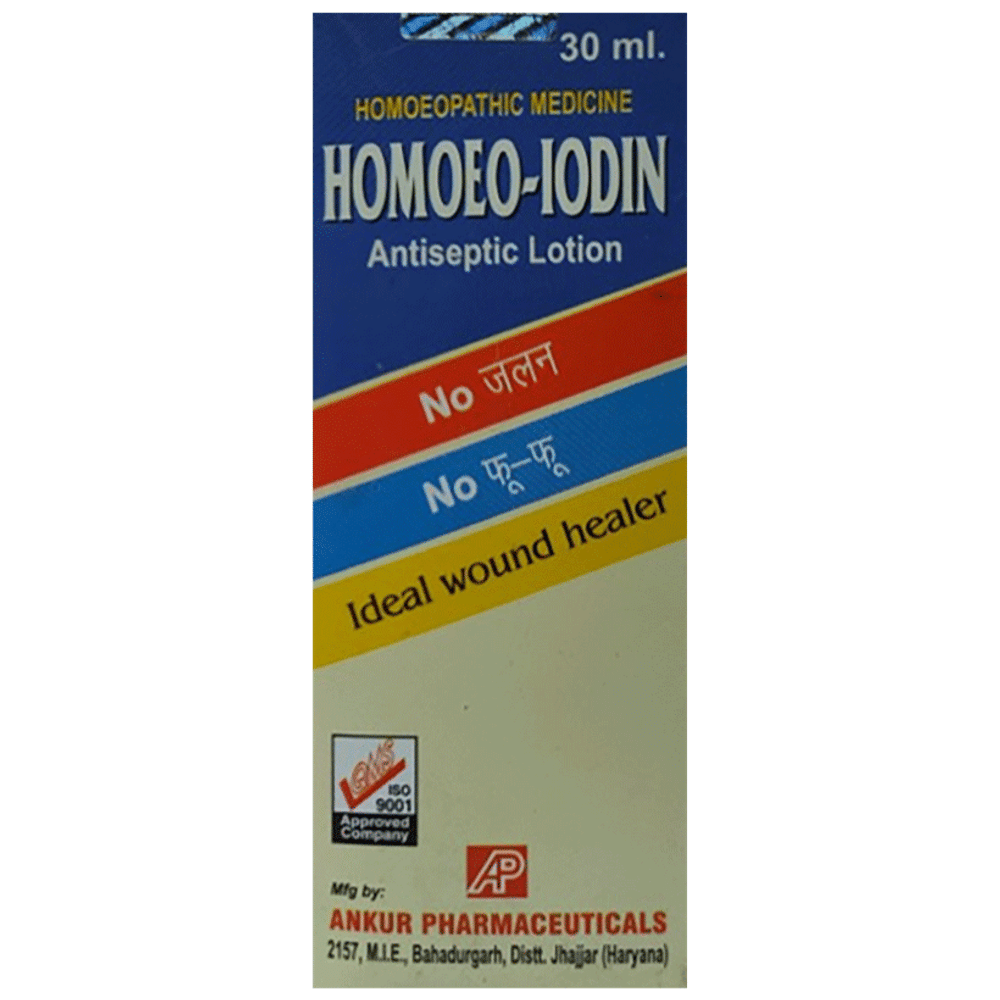 30 ml.
HOMOEOPATHIC MEDICINE
HOMOEO-IODIN
Antiseptic Lotion
No जलन
No फू–फू
Ideal wound healer
QMS
ISO
9001
Approved
Company
AP
Mfg by:
ANKUR PHARMACEUTICALS
2157, M.I.E., Bahadurgarh, Distt. Jhajjar (Haryana)